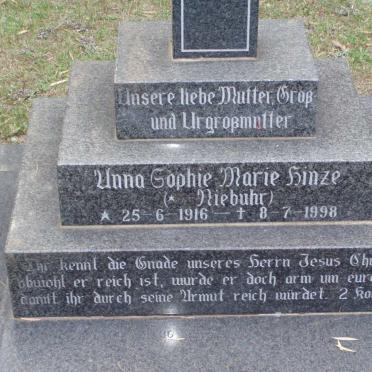 Unsere liebe Mutter, Groß
und Urgroßmutter
Anna Sophie Marie Hinze
(* Niebuhr)
* 25-6-1916 — † 8-7-1998
Ihr kennt die Gnade unseres Herrn Jesus
obwohl er reich ist, wurde er doch arm um
damit ihr durch seine Armut reich würdet. 2